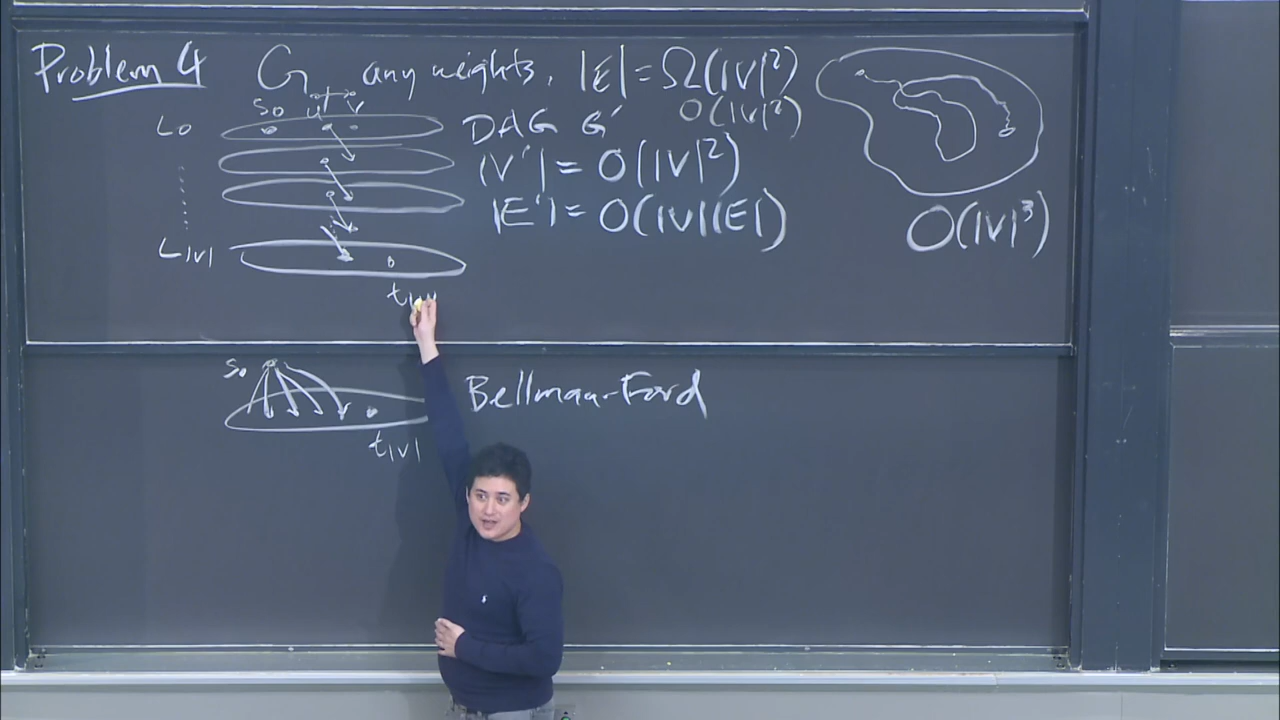 Problem 4 G any weights, |E| = Ω(|V|²)
O(|V|²)
s₀ u v
L₀ DAG G'
|V'| = O(|V|²)
|E'| = O(|V||E|)
O(|V|³)
L|V|
s₀
Bellman-Ford
t|V|